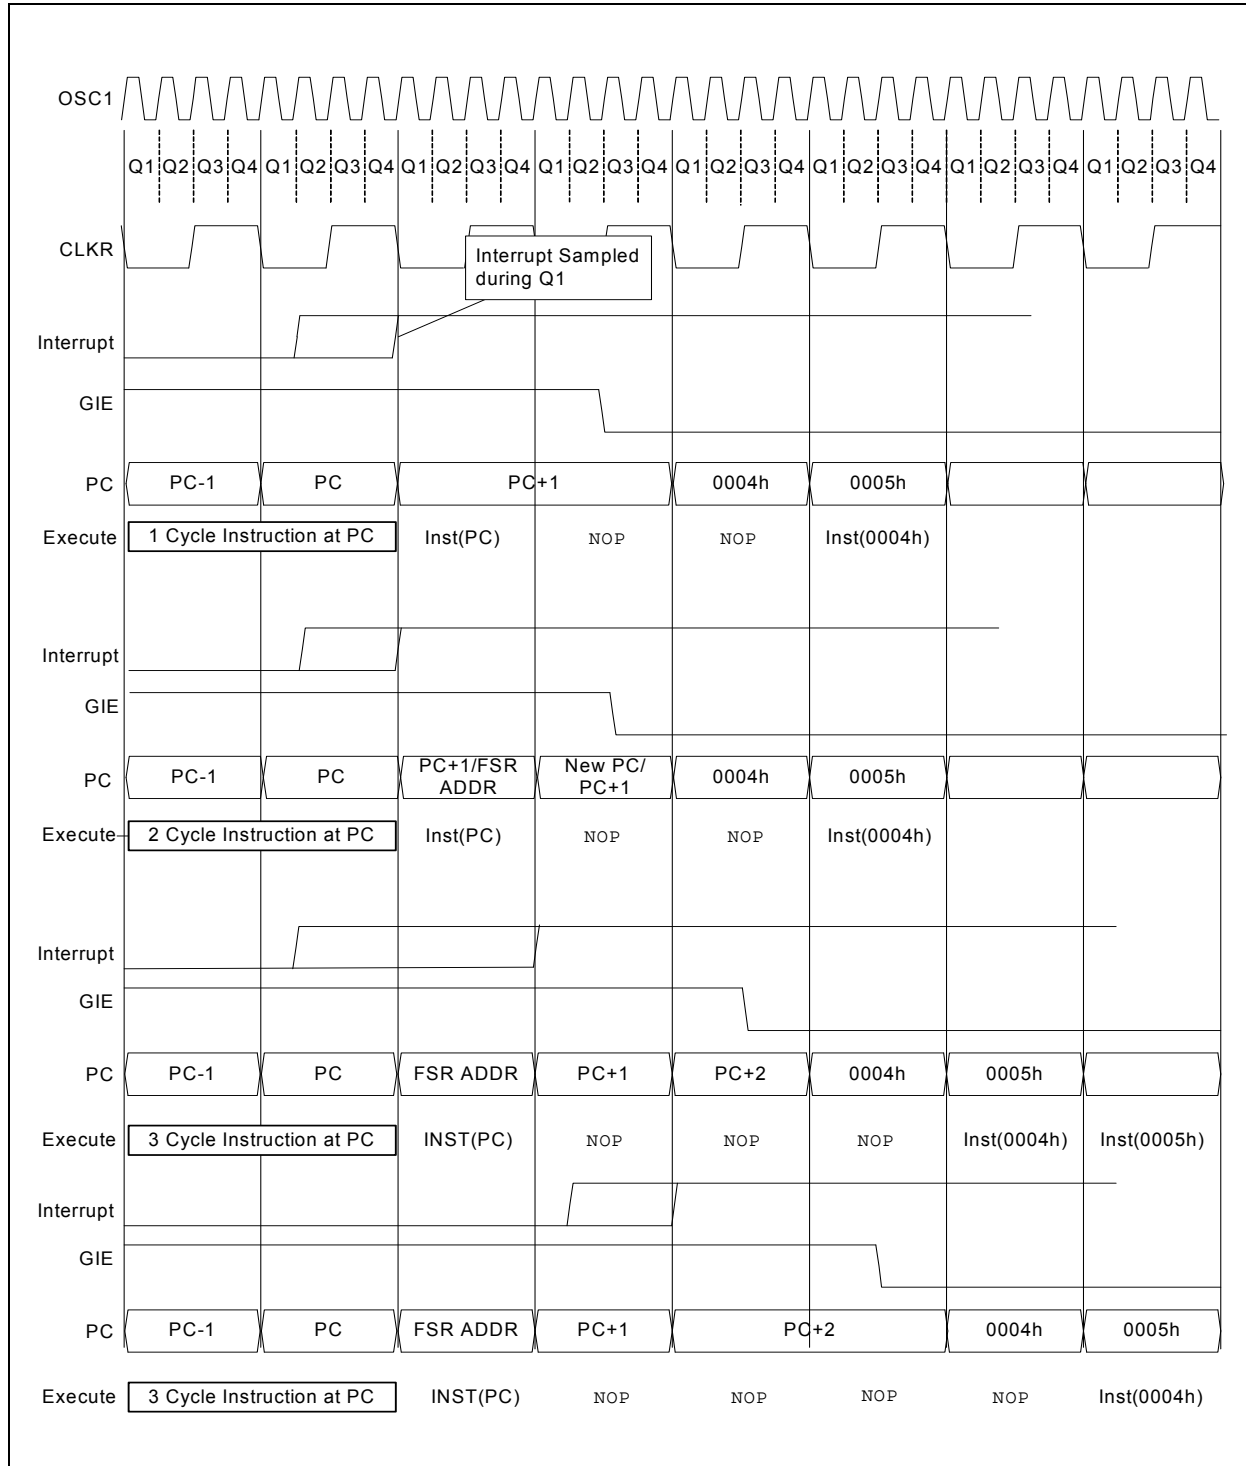 OSC1
Q1 Q2 Q3 Q4 Q1 Q2 Q3 Q4 Q1 Q2 Q3 Q4 Q1 Q2 Q3 Q4 Q1 Q2 Q3 Q4 Q1 Q2 Q3 Q4 Q1 Q2 Q3 Q4 Q1 Q2 Q3 Q4
CLKR
Interrupt Sampled
during Q1
Interrupt
GIE
PC PC-1 PC PC+1 0004h 0005h
Execute 1 Cycle Instruction at PC Inst(PC) NOP NOP Inst(0004h)
Interrupt
GIE
PC PC-1 PC PC+1/FSR ADDR New PC/ PC+1 0004h 0005h
Execute 2 Cycle Instruction at PC Inst(PC) NOP NOP Inst(0004h)
Interrupt
GIE
PC PC-1 PC FSR ADDR PC+1 PC+2 0004h 0005h
Execute 3 Cycle Instruction at PC INST(PC) NOP NOP NOP Inst(0004h) Inst(0005h)
Interrupt
GIE
PC PC-1 PC FSR ADDR PC+1 PC+2 0004h 0005h
Execute 3 Cycle Instruction at PC INST(PC) NOP NOP NOP NOP Inst(0004h)